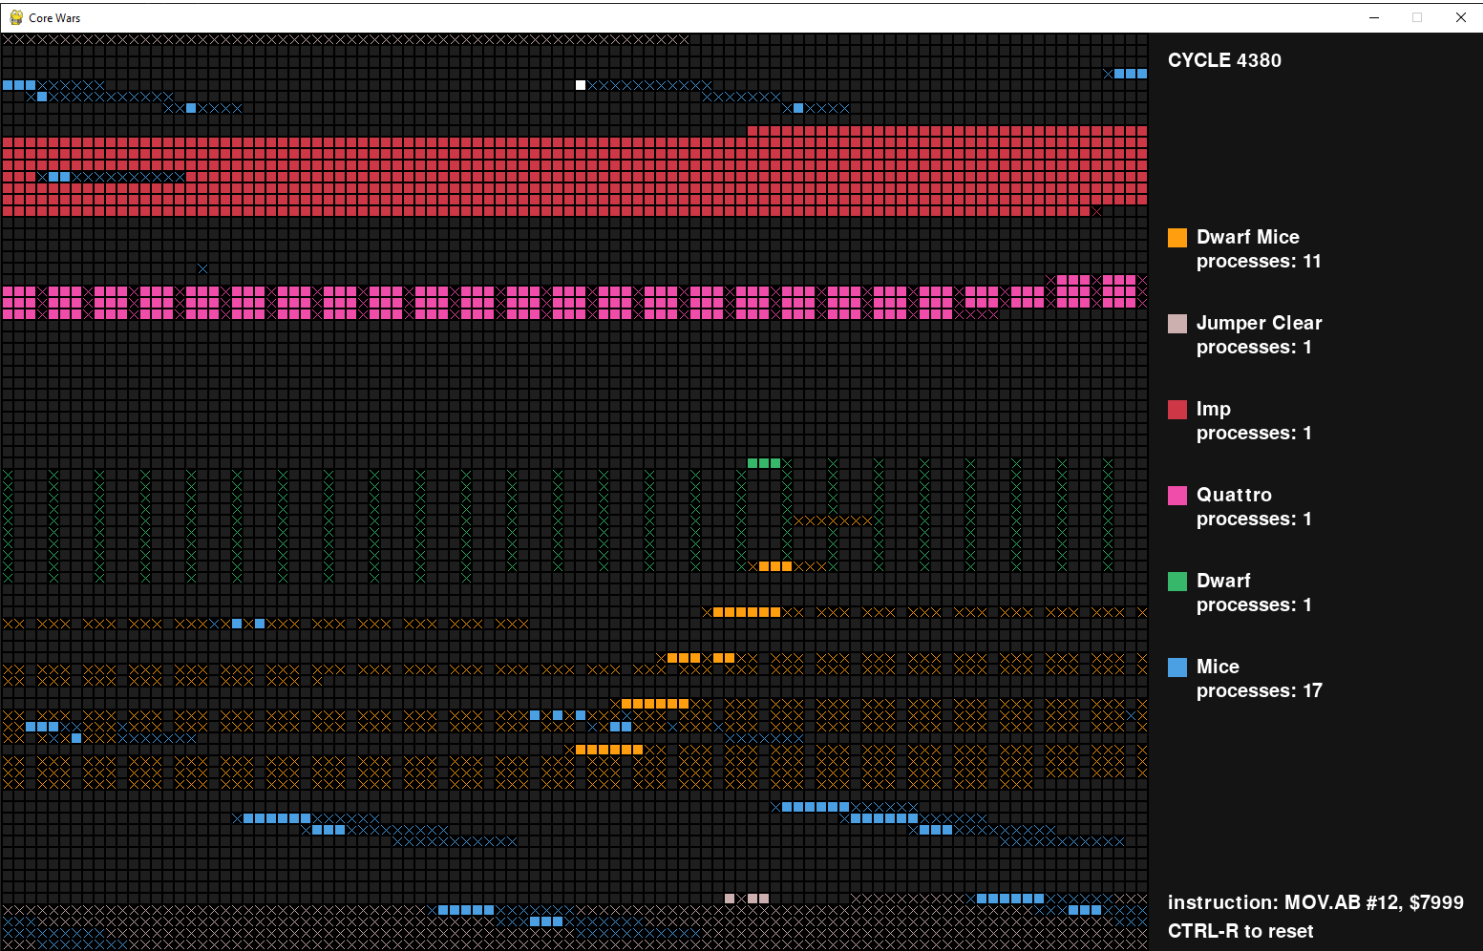 Core Wars
CYCLE 4380
Dwarf Mice
processes: 11
Jumper Clear
processes: 1
Imp
processes: 1
Quattro
processes: 1
Dwarf
processes: 1
Mice
processes: 17
instruction: MOV.AB #12, $7999
CTRL-R to reset